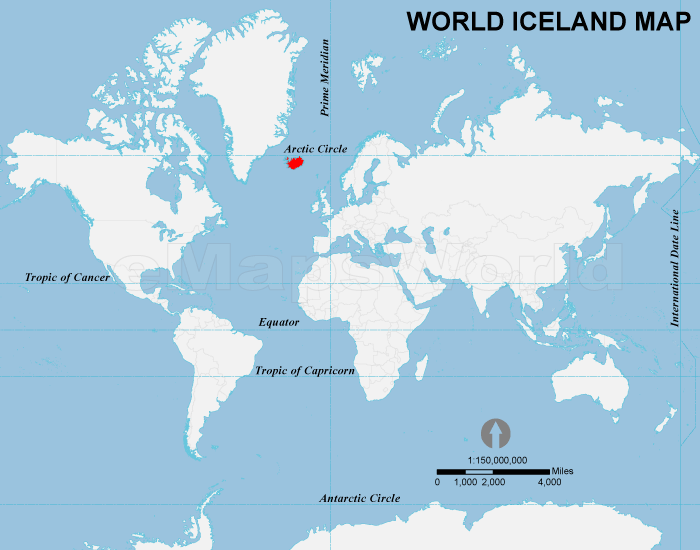 WORLD ICELAND MAP
Prime Meridian
Arctic Circle
International Date Line
eMapsWorld
Tropic of Cancer
Equator
Tropic of Capricorn
1:150,000,000
Miles
0 1,000 2,000 4,000
Antarctic Circle